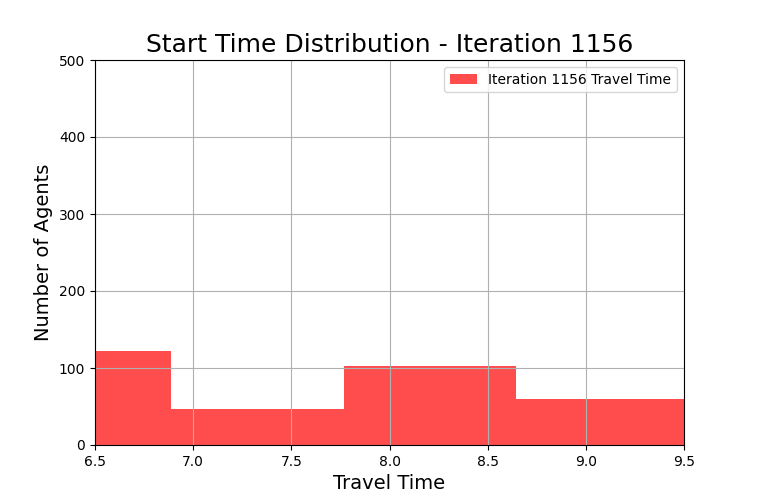 Start Time Distribution - Iteration 1156
Iteration 1156 Travel Time
Number of Agents
500
400
300
200
100
0
6.5 7.0 7.5 8.0 8.5 9.0 9.5
Travel Time